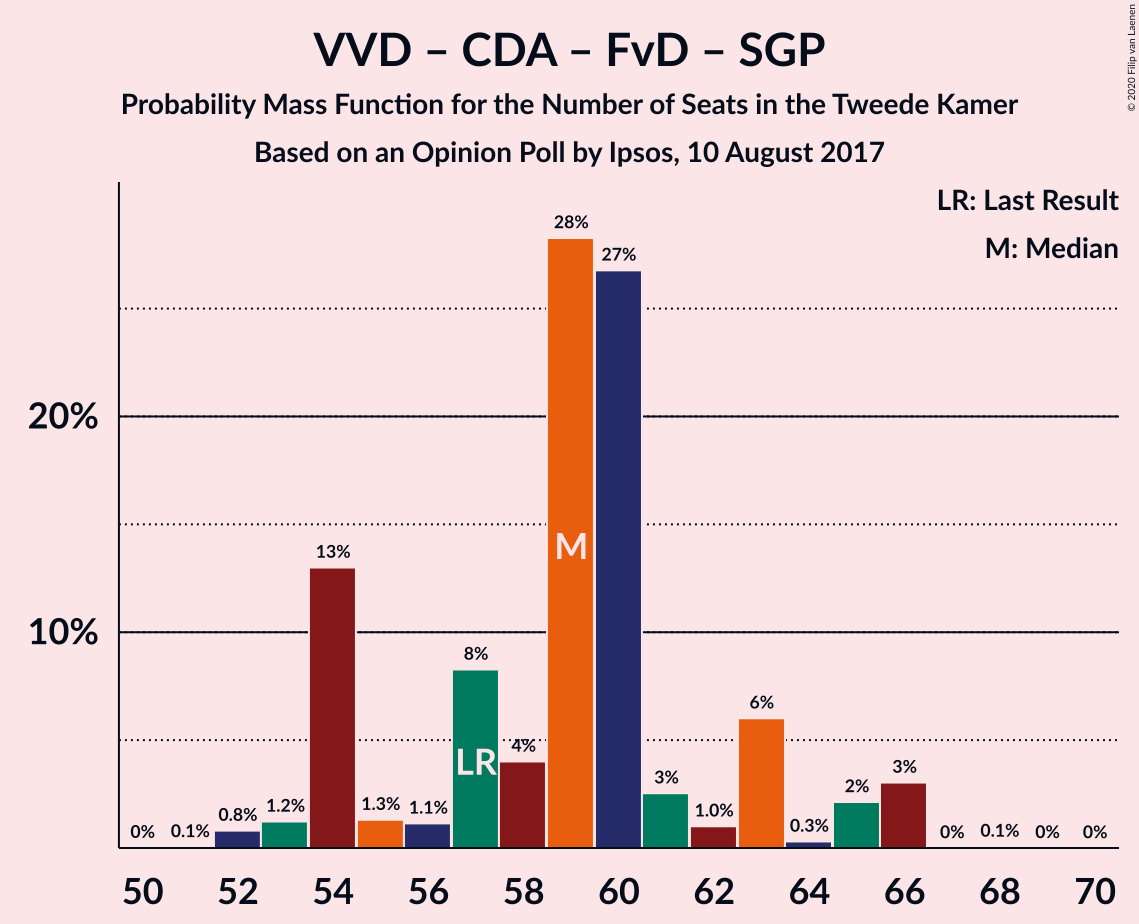 VVD – CDA – FvD – SGP
Probability Mass Function for the Number of Seats in the Tweede Kamer
Based on an Opinion Poll by Ipsos, 10 August 2017
© 2020 Filip van Laenen
LR: Last Result
M: Median
20%
10%
0%
0.1%
0.8%
1.2%
13%
1.3%
1.1%
8%
4%
28%
27%
3%
1.0%
6%
0.3%
2%
3%
0%
0.1%
0%
0%
LR
M
50 52 54 56 58 60 62 64 66 68 70